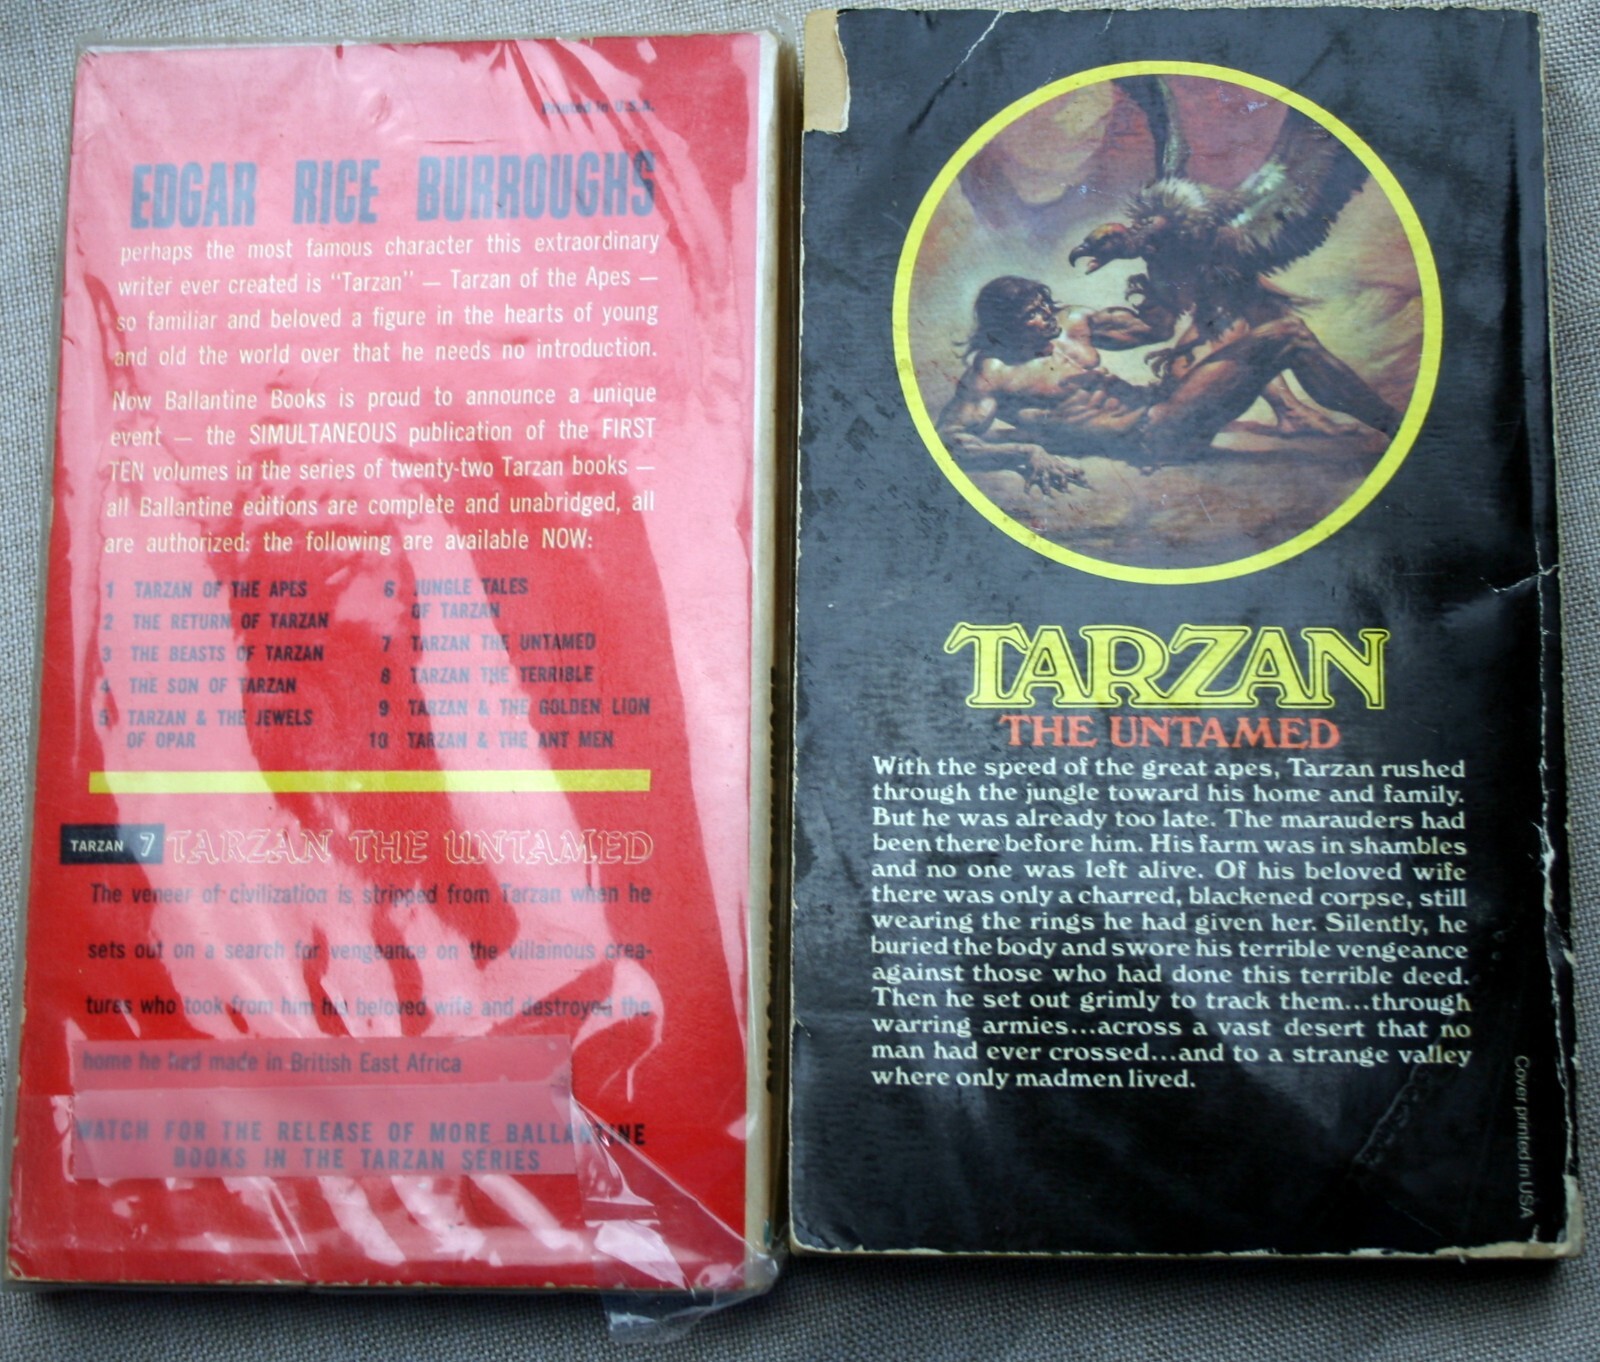 Printed in U.S.A.
EDGAR RICE BURROUGHS
perhaps the most famous character this extraordinary
writer ever created is "Tarzan" — Tarzan of the Apes —
so familiar and beloved a figure in the hearts of young
and old the world over that he needs no introduction.
Now Ballantine Books is proud to announce a unique
event — the SIMULTANEOUS publication of the FIRST
TEN volumes in the series of twenty-two Tarzan books —
all Ballantine editions are complete and unabridged, all
are authorized: the following are available NOW:
1 TARZAN OF THE APES
2 THE RETURN OF TARZAN
3 THE BEASTS OF TARZAN
4 THE SON OF TARZAN
5 TARZAN & THE JEWELS
OF OPAR
6 JUNGLE TALES
OF TARZAN
7 TARZAN THE UNTAMED
8 TARZAN THE TERRIBLE
9 TARZAN & THE GOLDEN LION
10 TARZAN & THE ANT MEN
TARZAN 7 TARZAN THE UNTAMED
The veneer of civilization is stripped from Tarzan when he
sets out on a search for vengeance on the villainous crea-
tures who took from him his beloved wife and destroyed the
home he had made in British East Africa
WATCH FOR THE RELEASE OF MORE BALLANTINE
BOOKS IN THE TARZAN SERIES
TARZAN
THE UNTAMED
With the speed of the great apes, Tarzan rushed
through the jungle toward his home and family.
But he was already too late. The marauders had
been there before him. His farm was in shambles
and no one was left alive. Of his beloved wife
there was only a charred, blackened corpse, still
wearing the rings he had given her. Silently, he
buried the body and swore his terrible vengeance
against those who had done this terrible deed.
Then he set out grimly to track them...through
warring armies...across a vast desert that no
man had ever crossed...and to a strange valley
where only madmen lived.
Cover printed in USA